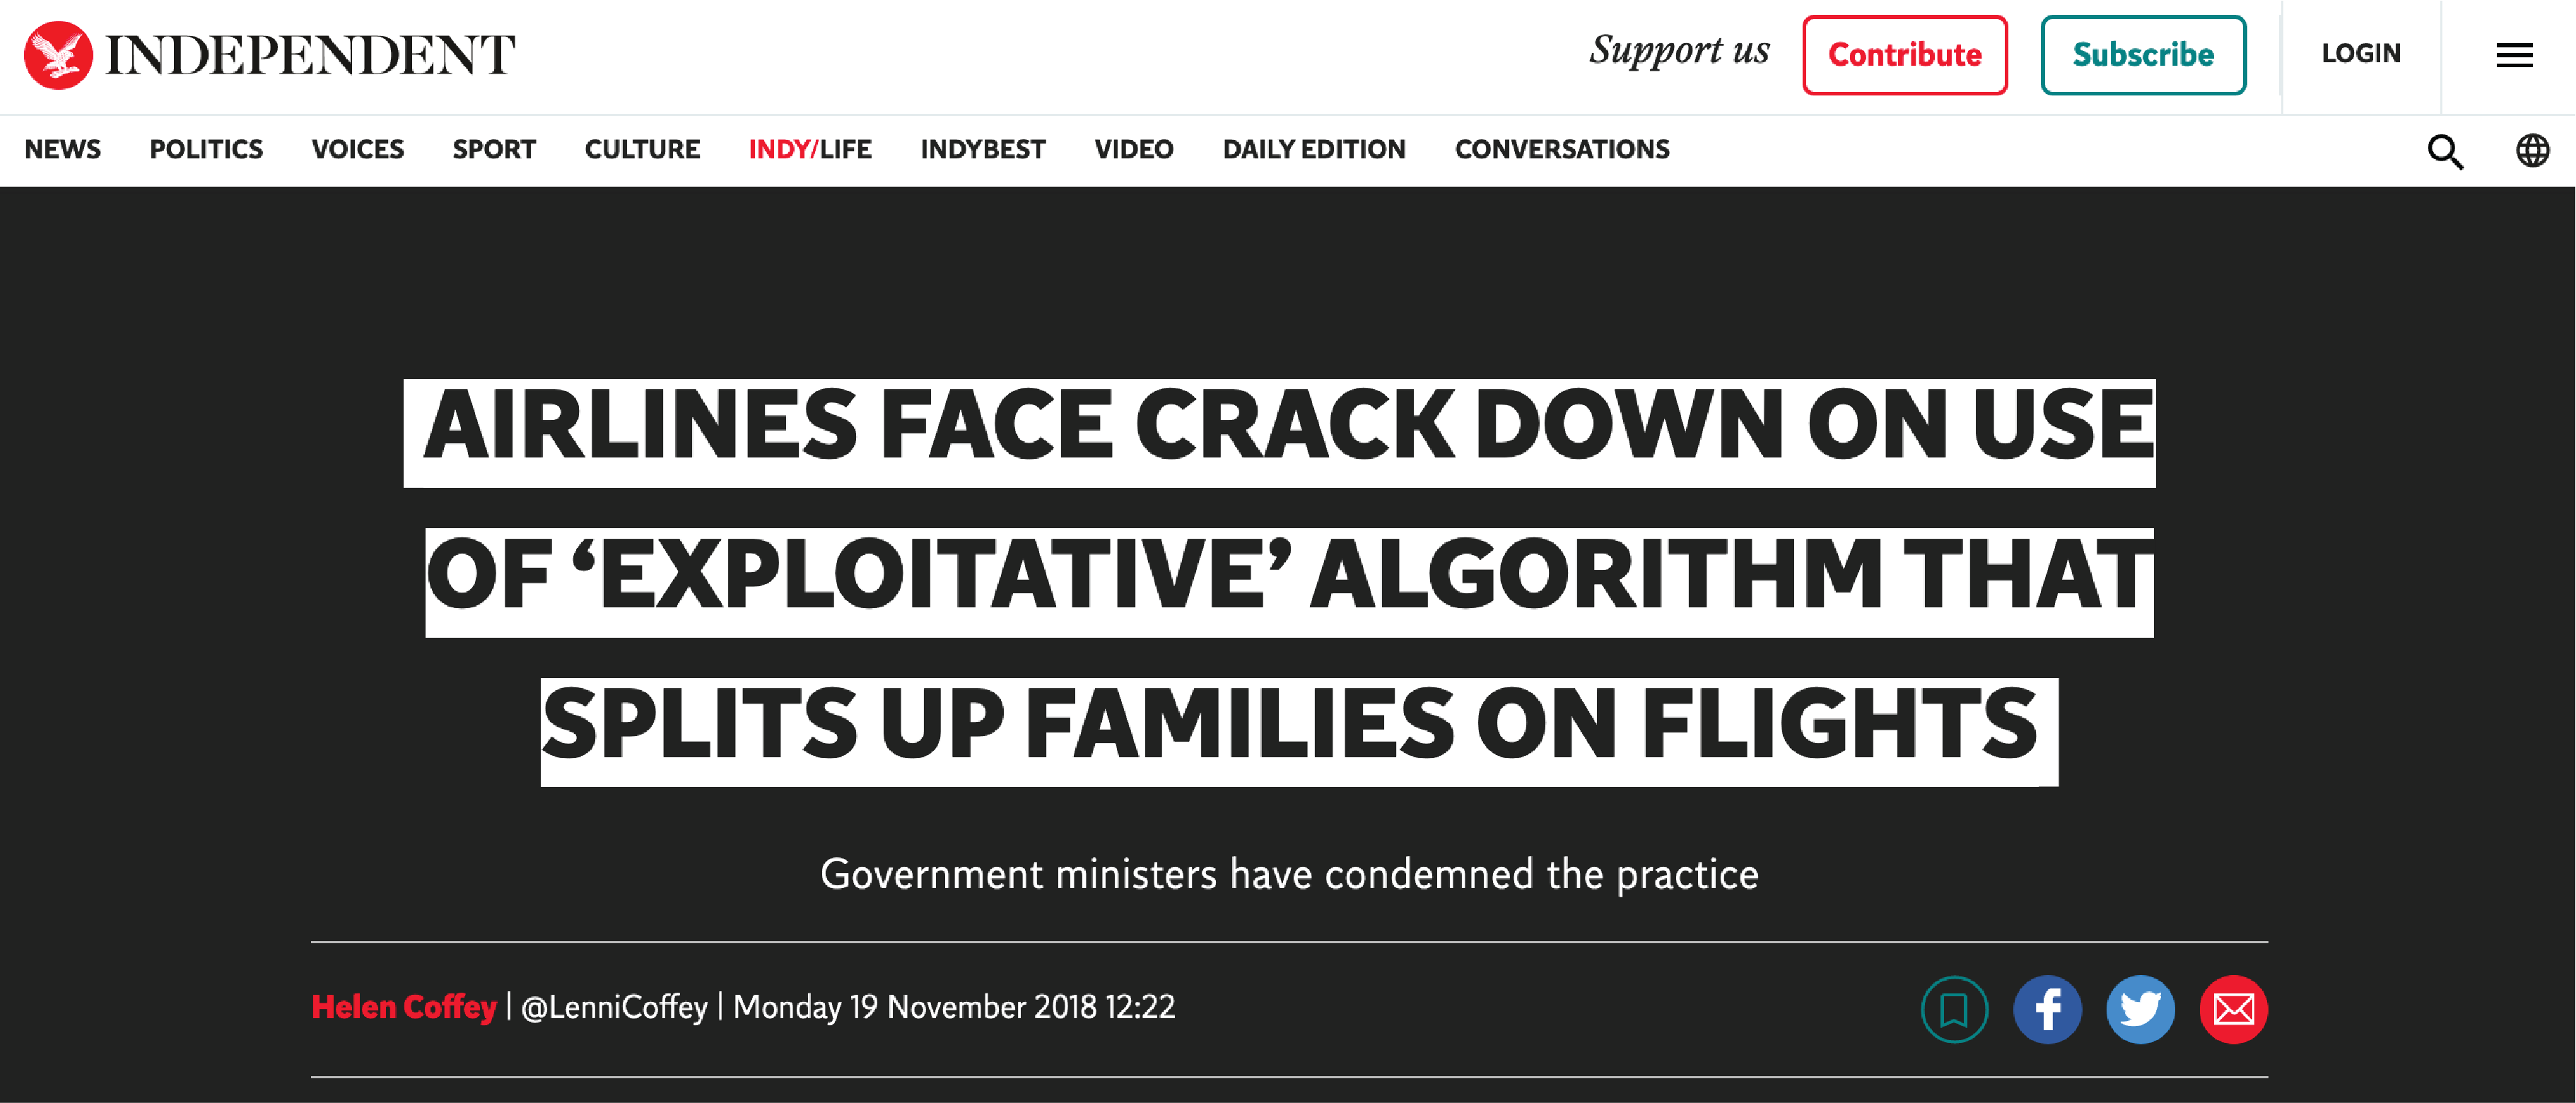 INDEPENDENT
Support us Contribute Subscribe LOGIN
NEWS POLITICS VOICES SPORT CULTURE INDY/LIFE INDYBEST VIDEO DAILY EDITION CONVERSATIONS
AIRLINES FACE CRACK DOWN ON USE
OF ‘EXPLOITATIVE’ ALGORITHM THAT
SPLITS UP FAMILIES ON FLIGHTS
Government ministers have condemned the practice
Helen Coffey | @LenniCoffey | Monday 19 November 2018 12:22